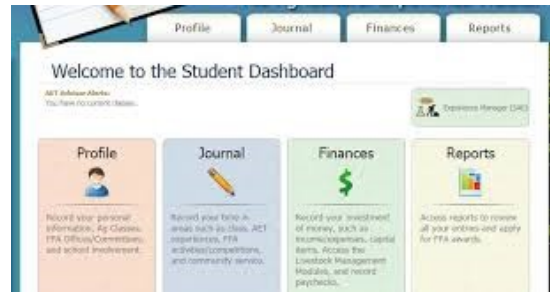 Profile Journal Finances Reports
Welcome to the Student Dashboard
AET Advisor Alerts:
You have no current classes.
Experience Manager (SAE)
Profile
Record your personal
information, Ag Classes,
FFA Offices/Committees,
and school involvement.
Journal
Record your time in
areas such as class, AET
experiences, FFA
activities/competitions,
and community service.
Finances
$
Record your investment
of money, such as
income/expenses, capital
items. Access the
Livestock Management
Modules, and record
paychecks.
Reports
Access reports to review
all your entries and apply
for FFA awards.